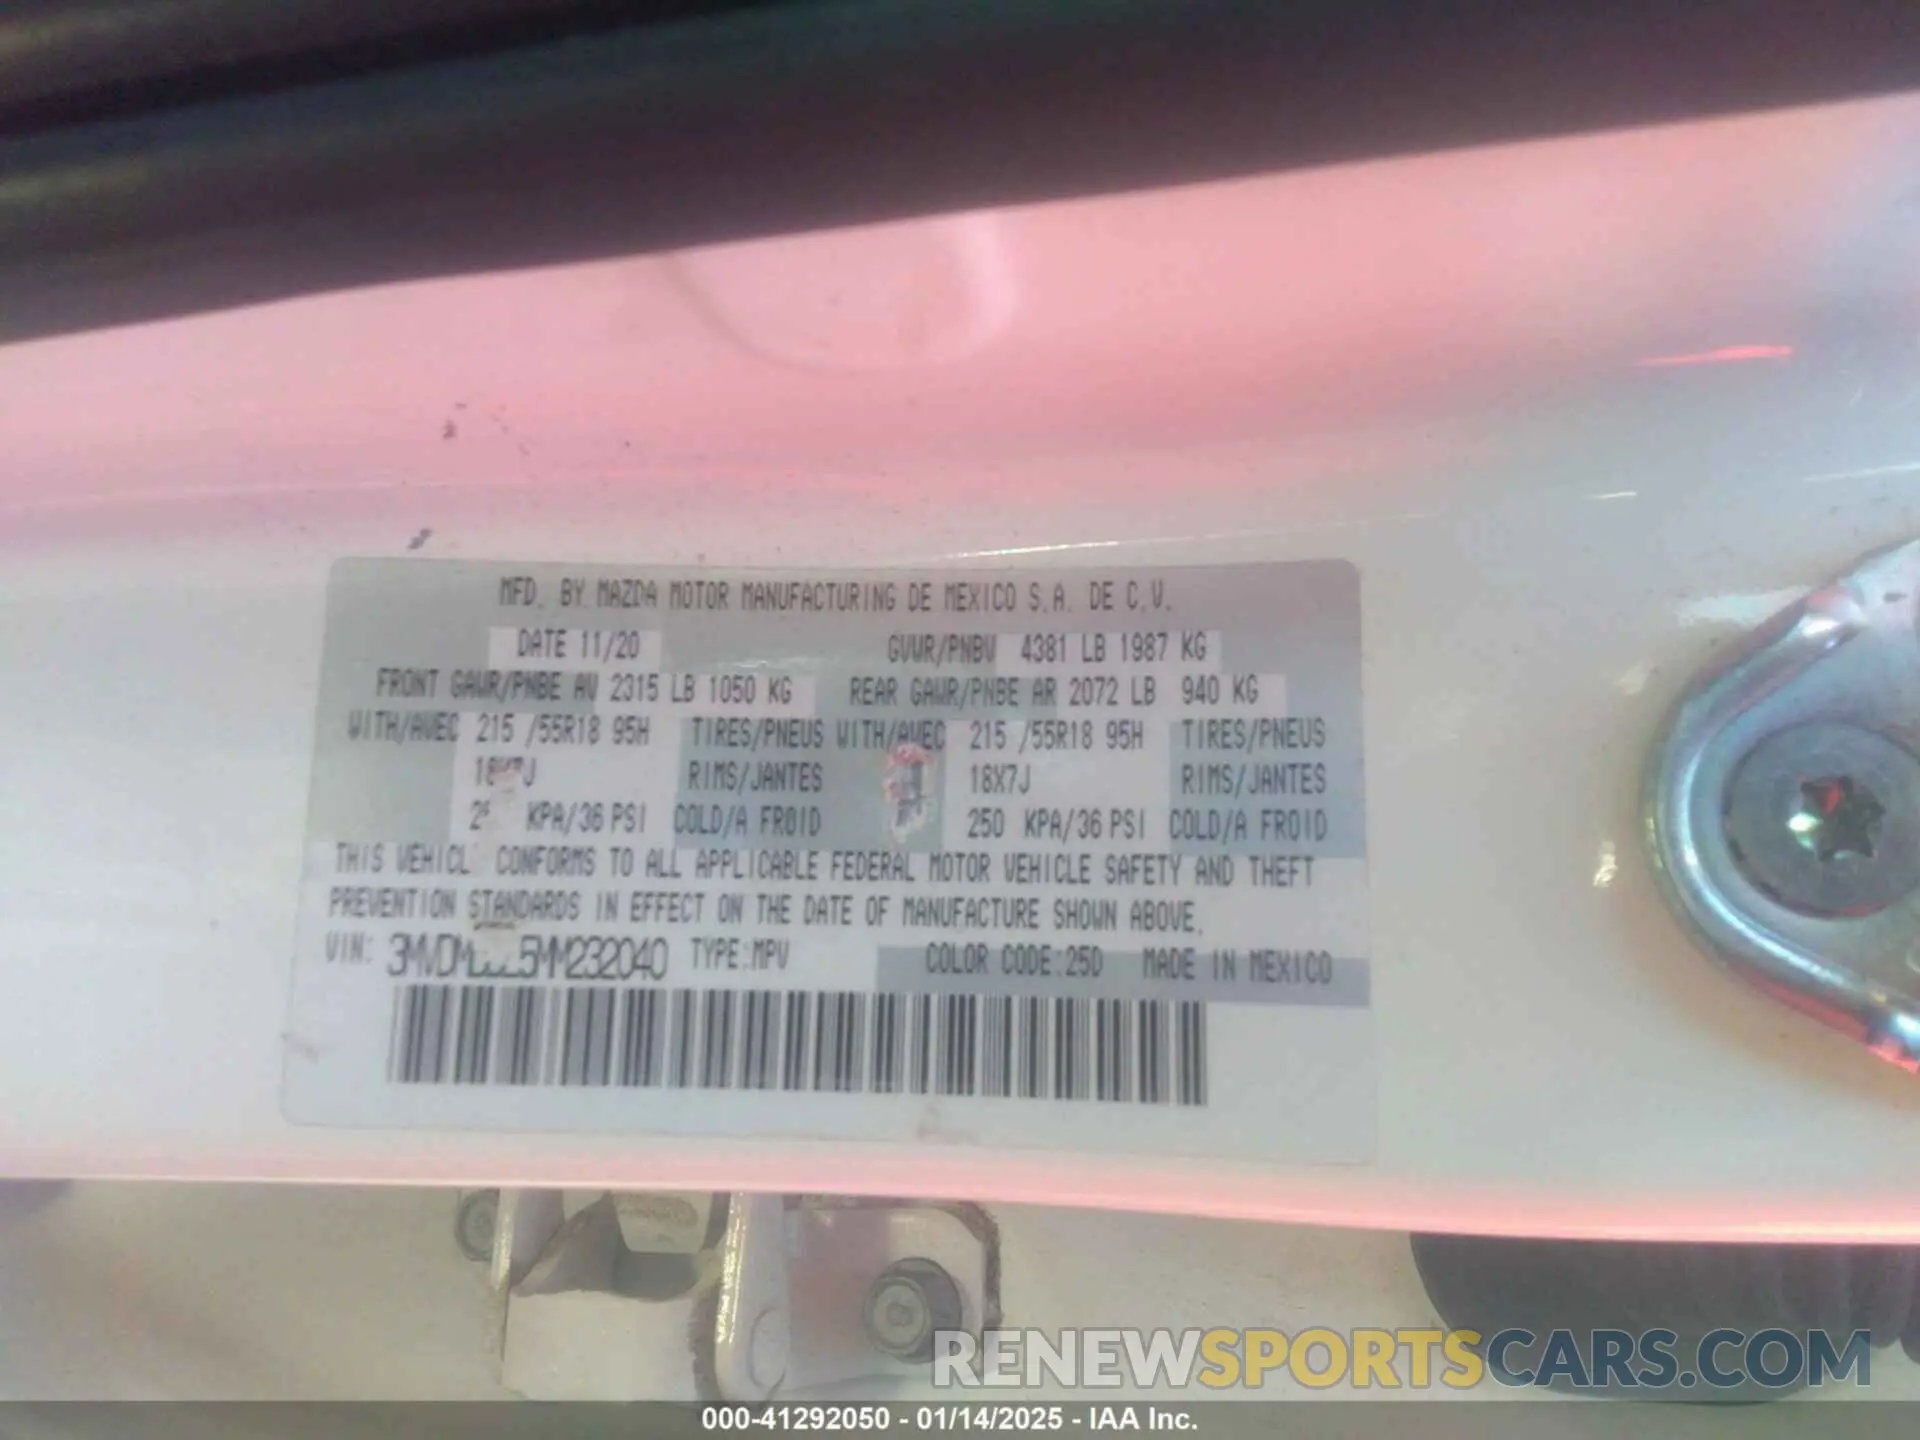 MFD. BY MAZDA MOTOR MANUFACTURING DE MEXICO S.A. DE C.V.
DATE 11/20 GVWR/PNBV 4381 LB 1987 KG
FRONT GAWR/PNBE AV 2315 LB 1050 KG REAR GAWR/PNBE AR 2072 LB 940 KG
WITH/AVEC 215 /55R18 95H TIRES/PNEUS WITH/AVEC 215 /55R18 95H TIRES/PNEUS
RIMS/JANTES 18X7J RIMS/JANTES
KPA/36 PSI COLD/A FROID 250 KPA/36 PSI COLD/A FROID
THIS CONFORMS TO ALL APPLICABLE FEDERAL MOTOR VEHICLE SAFETY AND THEFT
PREVENTION STANDARDS IN EFFECT ON THE DATE OF MANUFACTURE SHOWN ABOVE.
VIN: TYPE:MPV COLOR CODE:25D MADE IN MEXICO
RENEWSPORTSCARS.COM
000-41292050 - 01/14/2025 - IAA Inc.